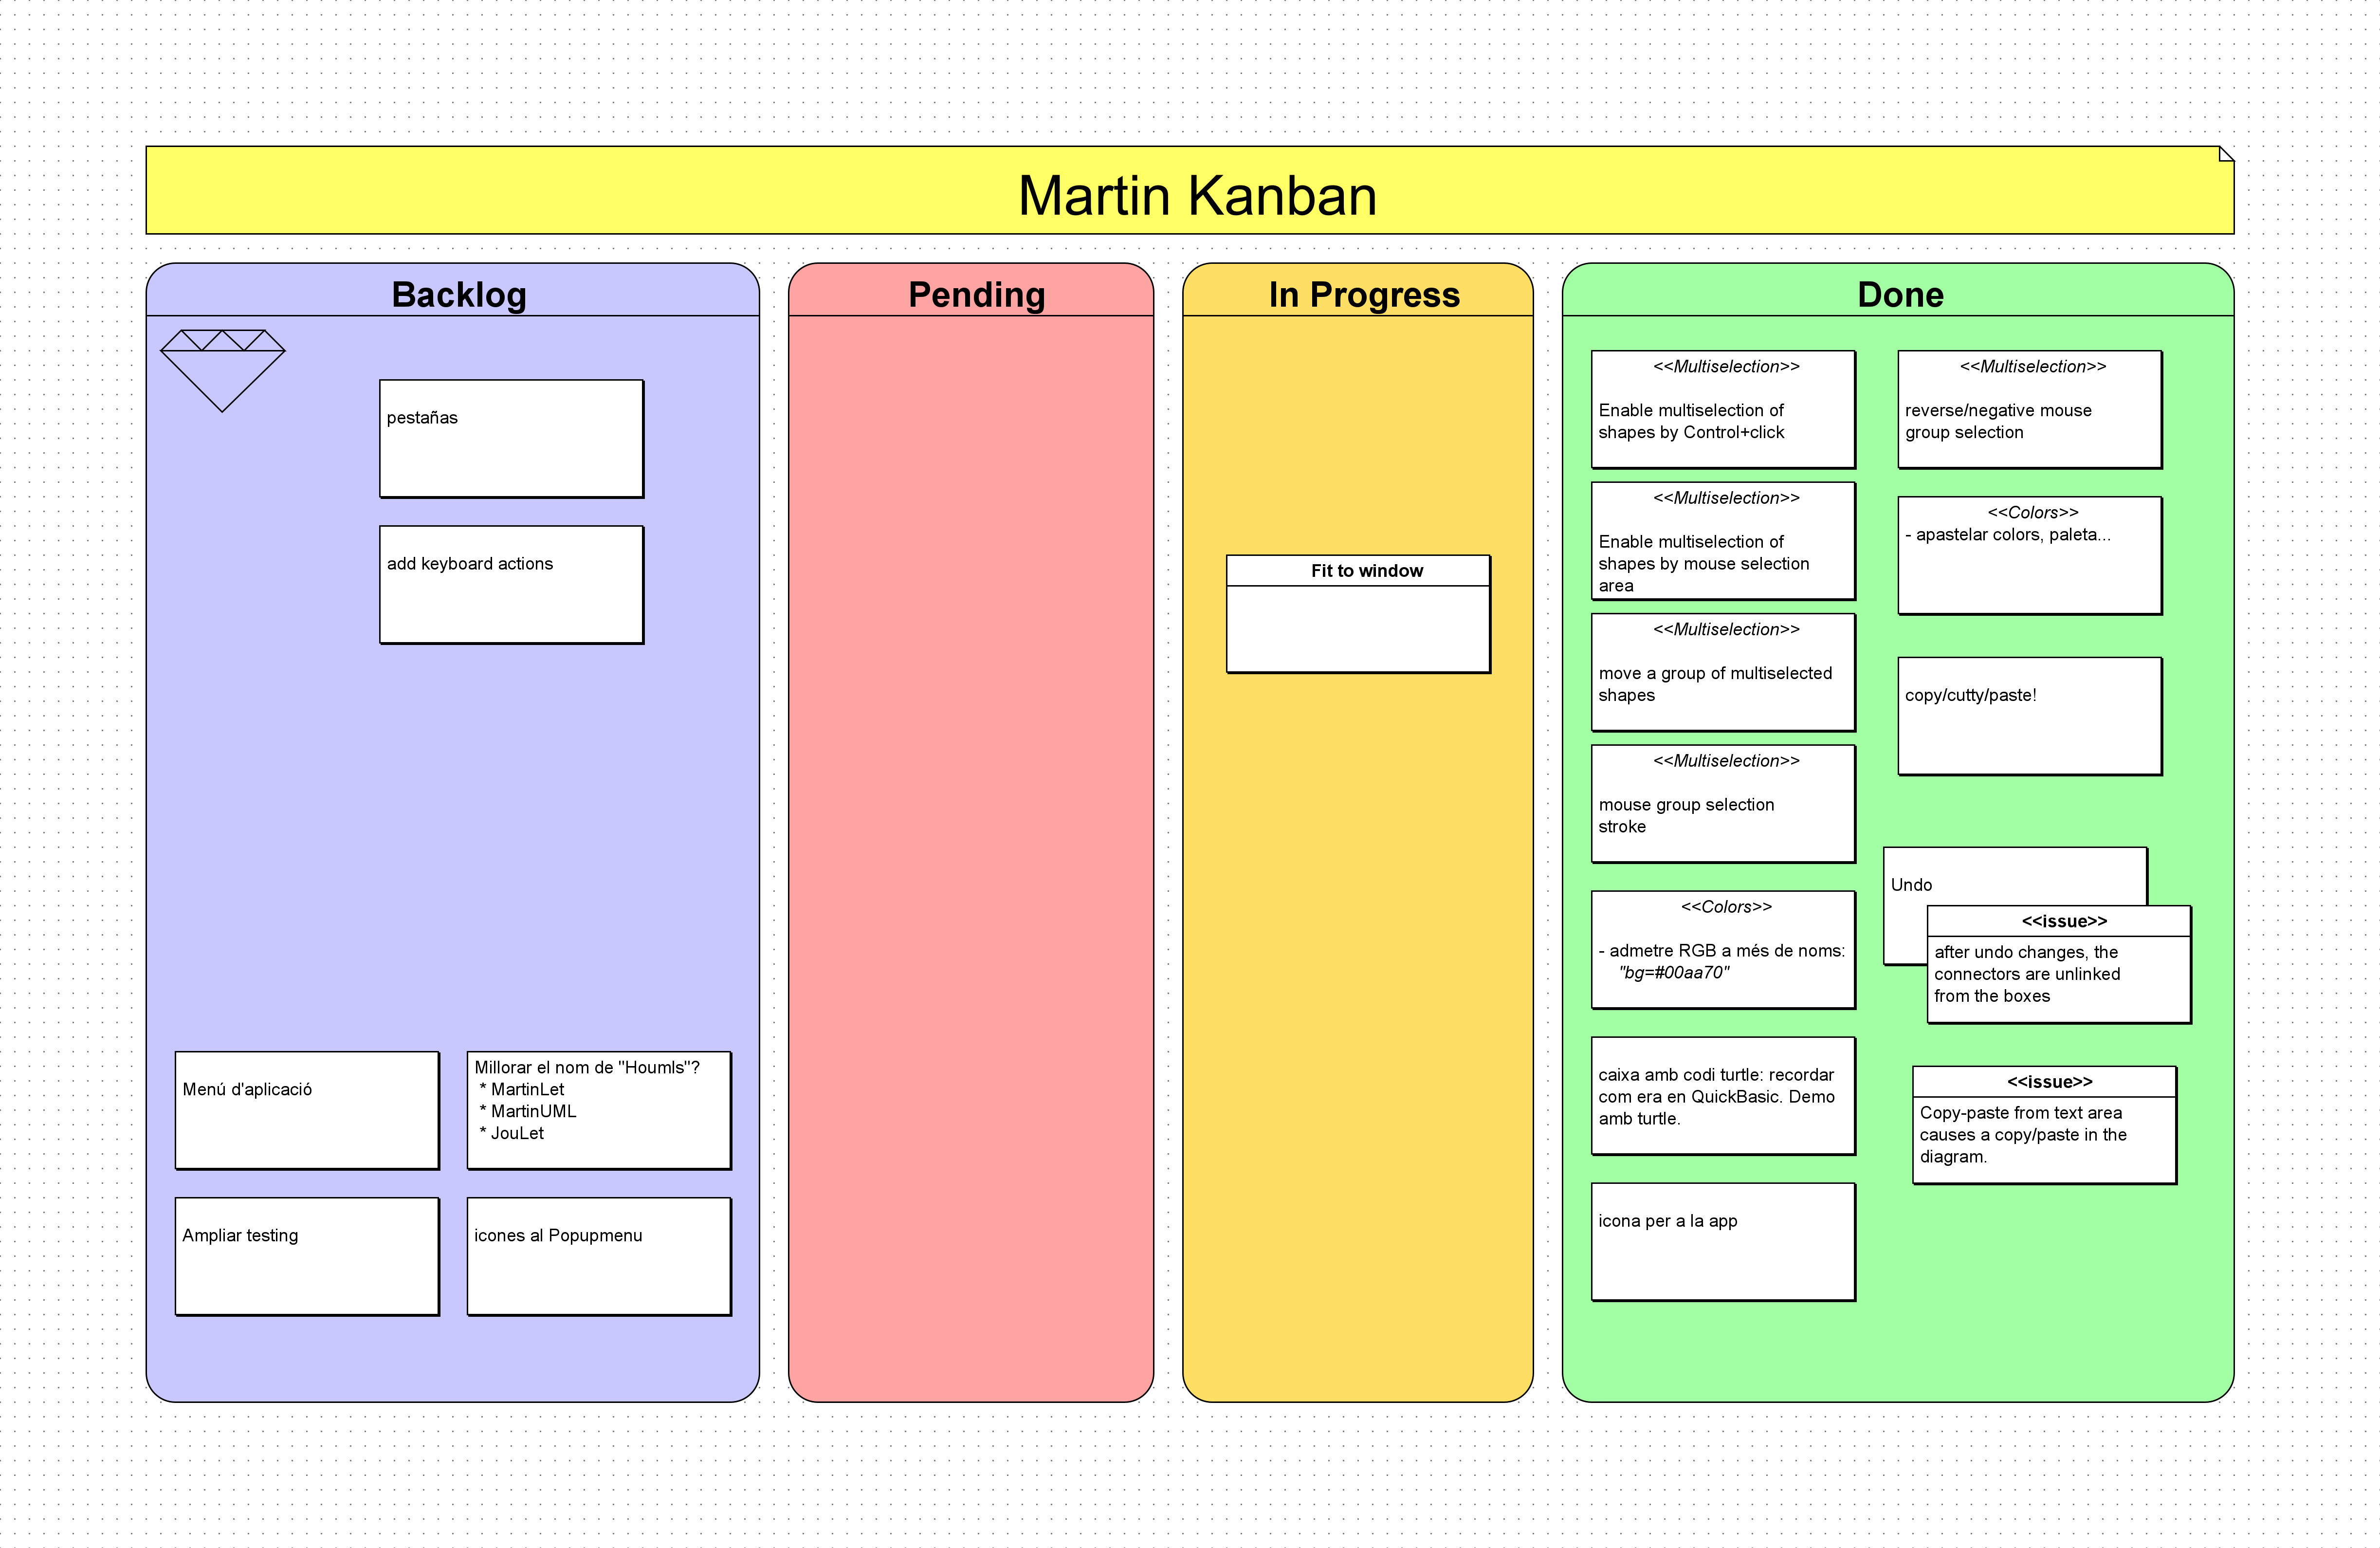 Martin Kanban
Backlog
pestañas
add keyboard actions
Menú d'aplicació
Millorar el nom de "Houmls"?
* MartinLet
* MartinUML
* JouLet
Ampliar testing
icones al Popupmenu
Pending
In Progress
Fit to window
Done
<<Multiselection>>
Enable multiselection of
shapes by Control+click
<<Multiselection>>
Enable multiselection of
shapes by mouse selection
area
<<Multiselection>>
move a group of multiselected
shapes
<<Multiselection>>
mouse group selection
stroke
<<Colors>>
- admetre RGB a més de noms:
"bg=#00aa70"
caixa amb codi turtle: recordar
com era en QuickBasic. Demo
amb turtle.
icona per a la app
<<Multiselection>>
reverse/negative mouse
group selection
<<Colors>>
- apastelar colors, paleta...
copy/cutty/paste!
Undo
<<issue>>
after undo changes, the
connectors are unlinked
from the boxes
<<issue>>
Copy-paste from text area
causes a copy/paste in the
diagram.